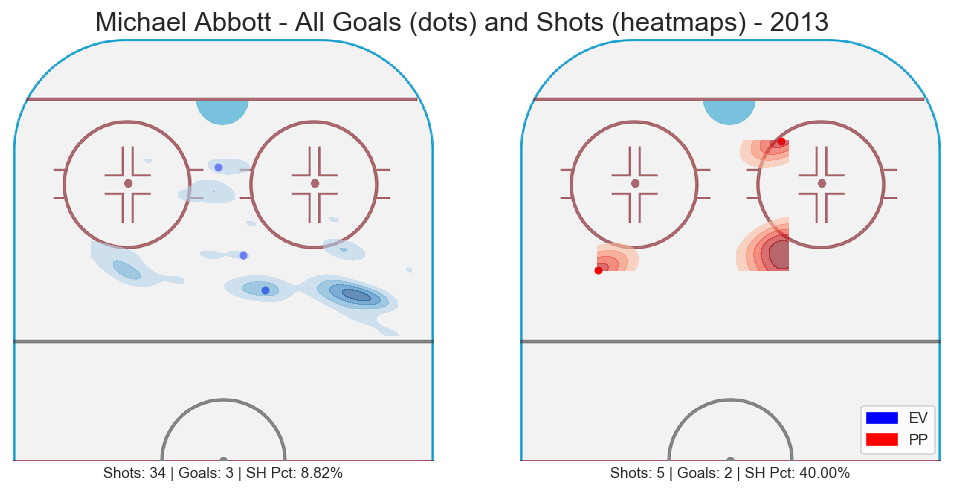 Michael Abbott - All Goals (dots) and Shots (heatmaps) - 2013
EV
PP
Shots: 34 | Goals: 3 | SH Pct: 8.82%
Shots: 5 | Goals: 2 | SH Pct: 40.00%